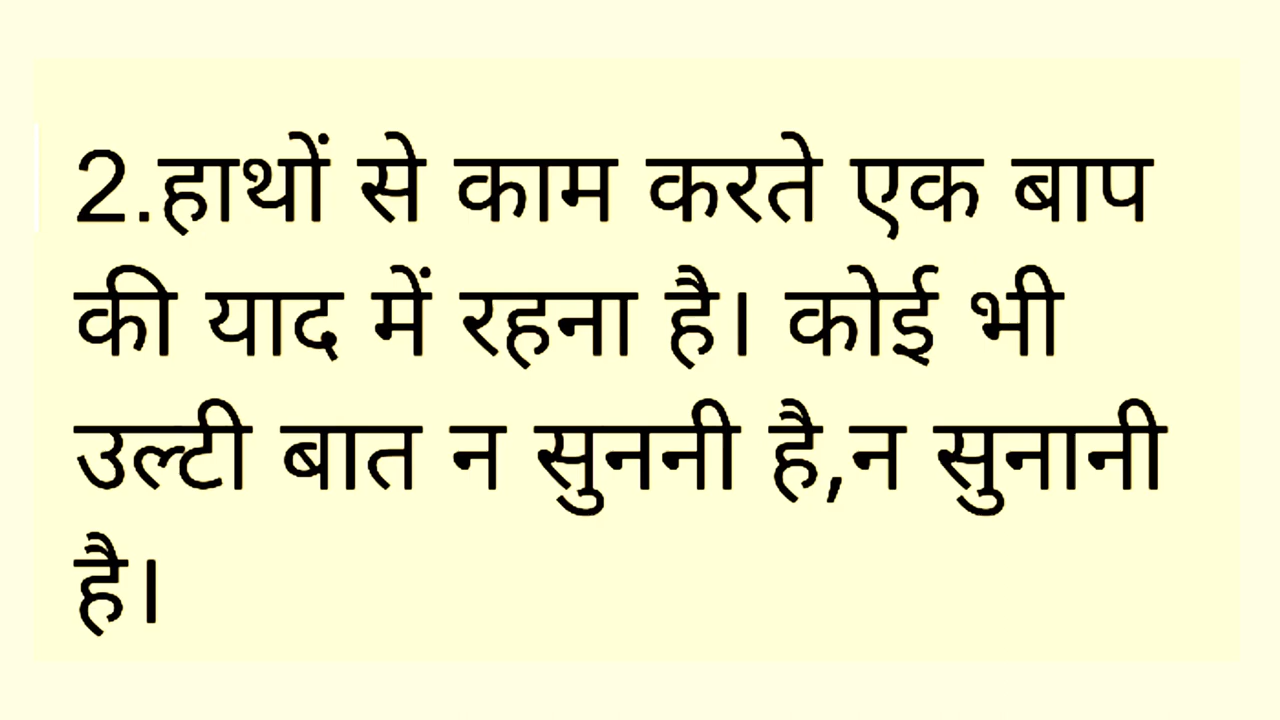 2.हाथों से काम करते एक बाप
की याद में रहना है। कोई भी
उल्टी बात न सुननी है,न सुनानी
है।